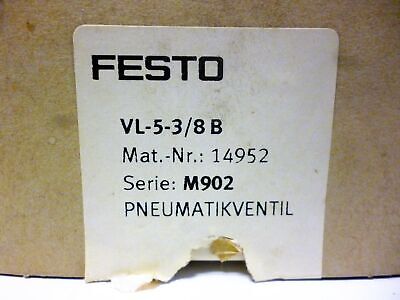 FESTO
VL-5-3/8 B
Mat.-Nr.: 14952
Serie: M902
PNEUMATIKVENTIL